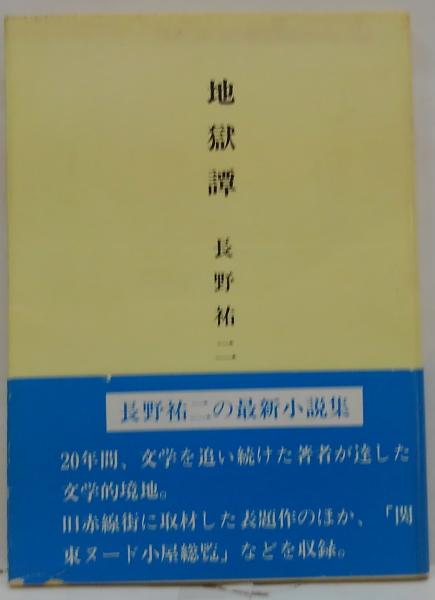 地獄譚
長野祐二
長野祐二の最新小説集
20年間、文学を追い続けた著者が達した
文学的境地。
旧赤線街に取材した表題作のほか、「関
東ヌード小屋総覧」などを収録。